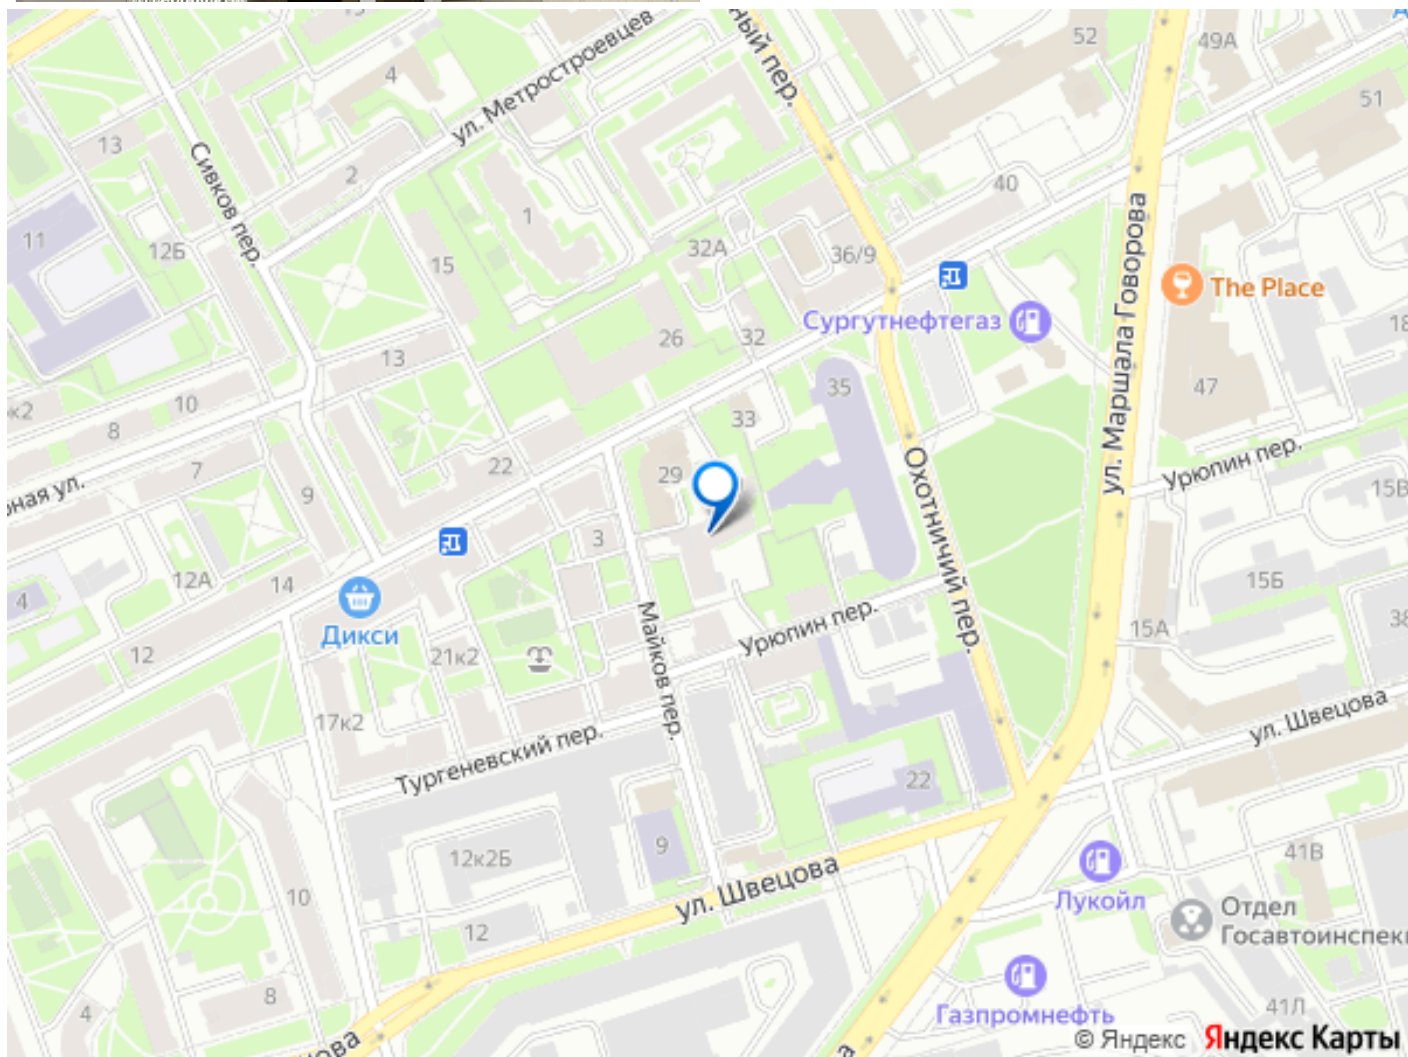 52
49А
51
4
ул. Метростроевцев
ный пер.
13
Сивков пер.
2
40
1
11
12Б
15
32А
36/9
ул. Маршала Говорова
The Place
Сургутнефтегаз
18
26
32
13
35
47
к2
10
8
33
Охотничий пер.
22
7
29
Урюпин пер.
ная ул.
9
15В
3
12А
14
15Б
4
Дикси
Майков пер.
Урюпин пер.
38
15А
12
21к2
17к2
ул. Швецова
Тургеневский пер.
22
9
12к2Б
41В
ул. Швецова
Лукойл
10
Отдел
Госавтоинспек
12
8
4
Газпромнефть
41Л
ова
а
© Яндекс Яндекс Карты